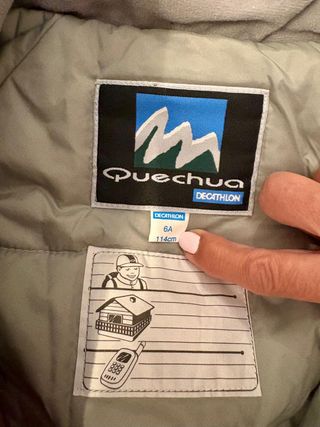 Quechua
DECATHLON
DECATHLON
6A
114cm